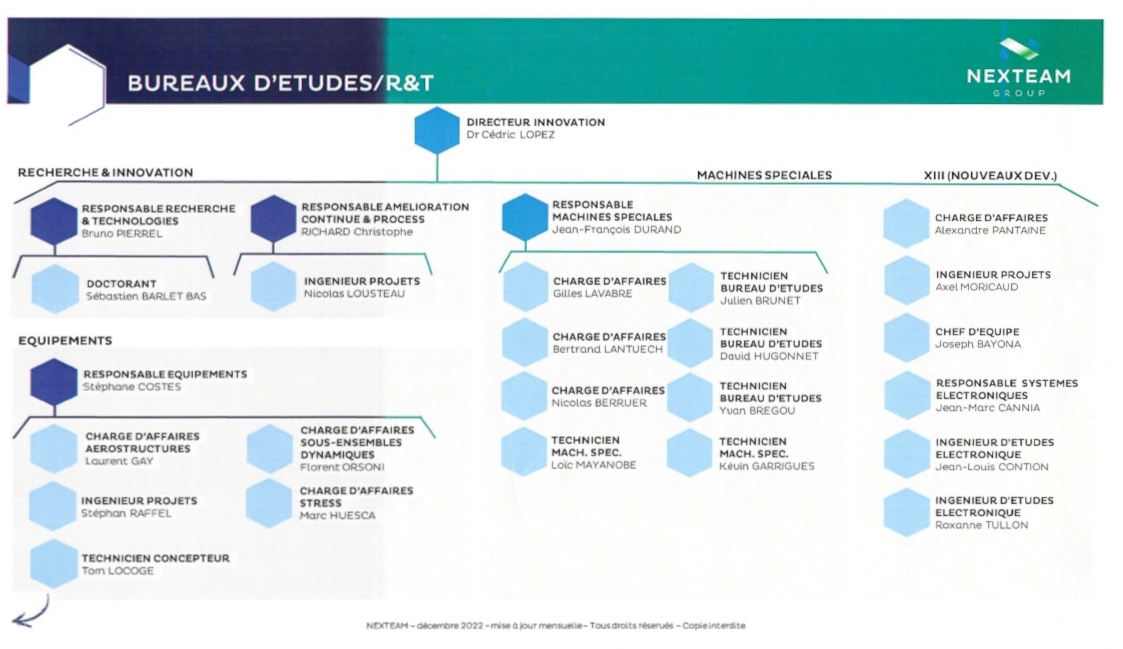 BUREAUX D'ETUDES/R&T
NEXTEAM
GROUP
DIRECTEUR INNOVATION
Dr Cédric LOPEZ
RECHERCHE & INNOVATION
RESPONSABLE RECHERCHE
& TECHNOLOGIES
Bruno PIERREL
DOCTORANT
Sébastien BARLET BAS
RESPONSABLE AMELIORATION
CONTINUE & PROCESS
RICHARD Christophe
INGENIEUR PROJETS
Nicolas LOUSTEAU
EQUIPEMENTS
RESPONSABLE EQUIPEMENTS
Stéphane COSTES
CHARGE D'AFFAIRES
AEROSTRUCTURES
Laurent GAY
INGENIEUR PROJETS
Stéphan RAFFEL
TECHNICIEN CONCEPTEUR
Tom LOCOGE
CHARGE D'AFFAIRES
SOUS-ENSEMBLES
DYNAMIQUES
Florent ORSONI
CHARGE D'AFFAIRES
STRESS
Marc HUESCA
MACHINES SPECIALES
RESPONSABLE
MACHINES SPECIALES
Jean-François DURAND
CHARGE D'AFFAIRES
Gilles LAVABRE
CHARGE D'AFFAIRES
Bertrand LANTUECH
CHARGE D'AFFAIRES
Nicolas BERRUER
TECHNICIEN
MACH. SPEC.
Loïc MAYANOBE
TECHNICIEN
BUREAU D'ETUDES
Julien BRUNET
TECHNICIEN
BUREAU D'ETUDES
David HUGONNET
TECHNICIEN
BUREAU D'ETUDES
Yvan BREGOU
TECHNICIEN
MACH. SPEC.
Kévin GARRIGUES
XIII (NOUVEAUX DEV.)
CHARGE D'AFFAIRES
Alexandre PANTAINE
INGENIEUR PROJETS
Axel MORICAUD
CHEF D'EQUIPE
Joseph BAYONA
RESPONSABLE SYSTEMES
ELECTRONIQUES
Jean-Marc CANNIA
INGENIEUR D'ETUDES
ELECTRONIQUE
Jean-Louis CONTION
INGENIEUR D'ETUDES
ELECTRONIQUE
Roxanne TULLON
NEXTEAM – décembre 2022 – mise à jour mensuelle – Tous droits réservés – Copie interdite